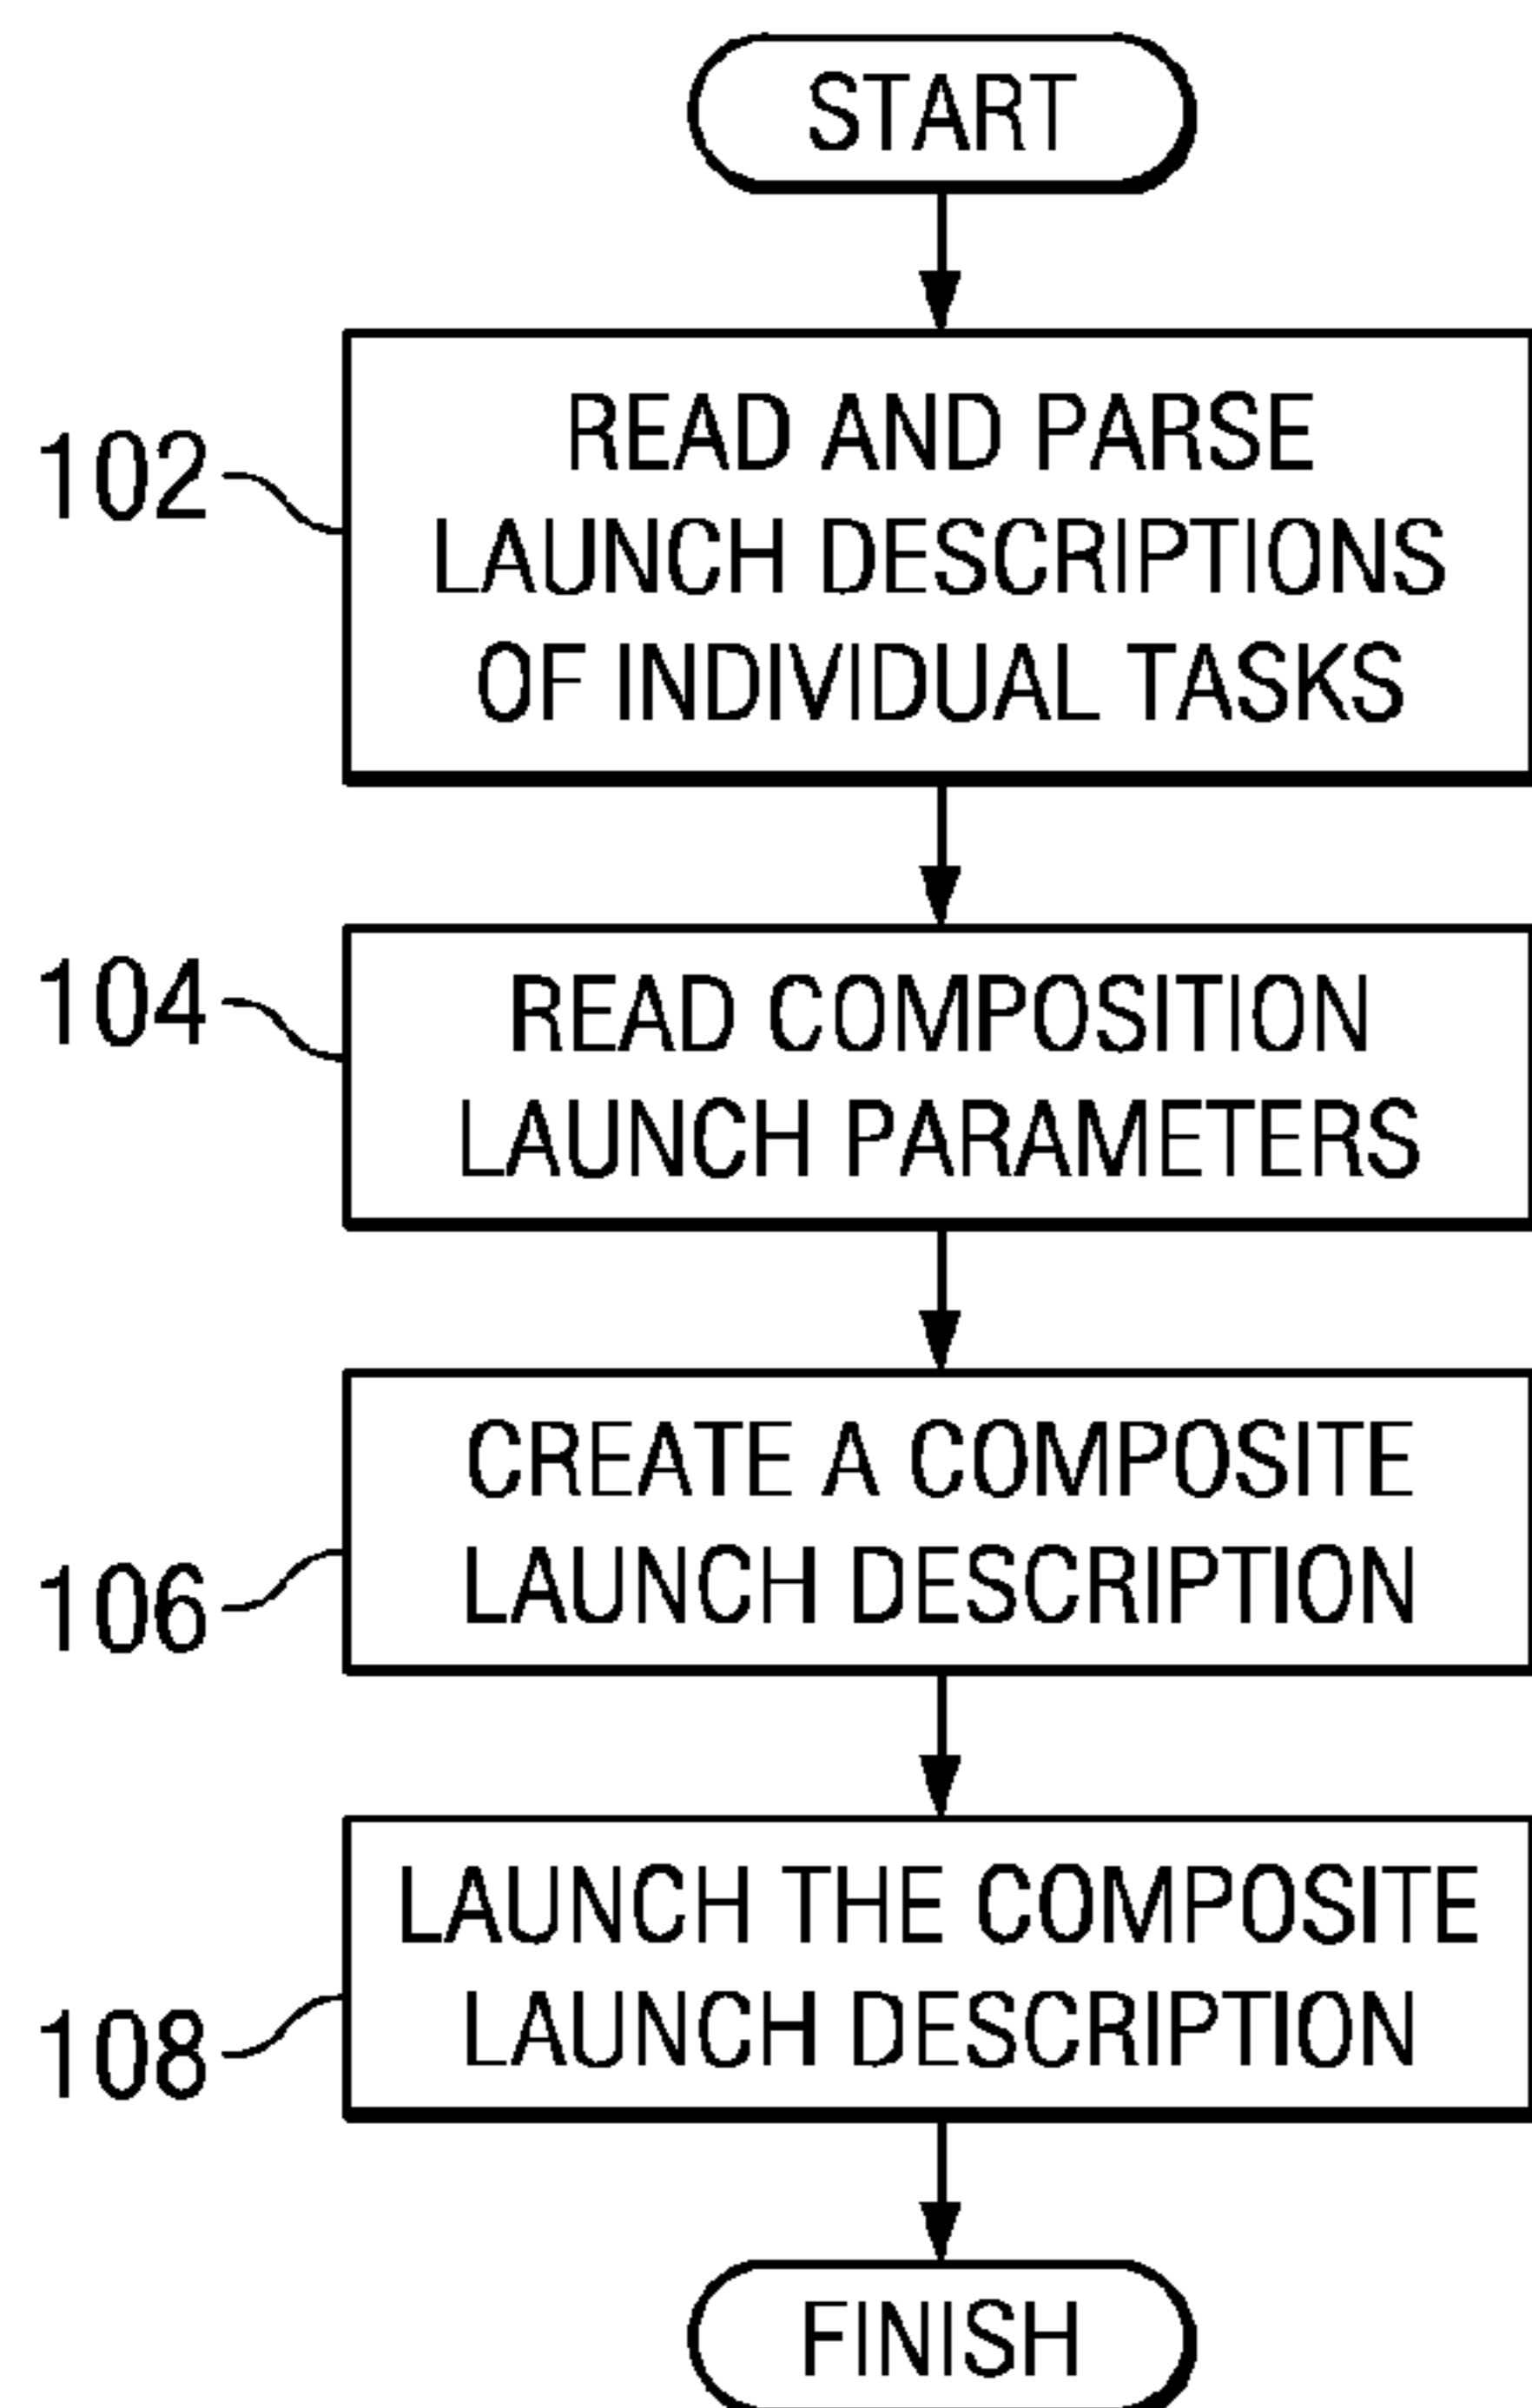 START
102
READ AND PARSE
LAUNCH DESCRIPTIONS
OF INDIVIDUAL TASKS
104
READ COMPOSITION
LAUNCH PARAMETERS
106
CREATE A COMPOSITE
LAUNCH DESCRIPTION
108
LAUNCH THE COMPOSITE
LAUNCH DESCRIPTION
FINISH